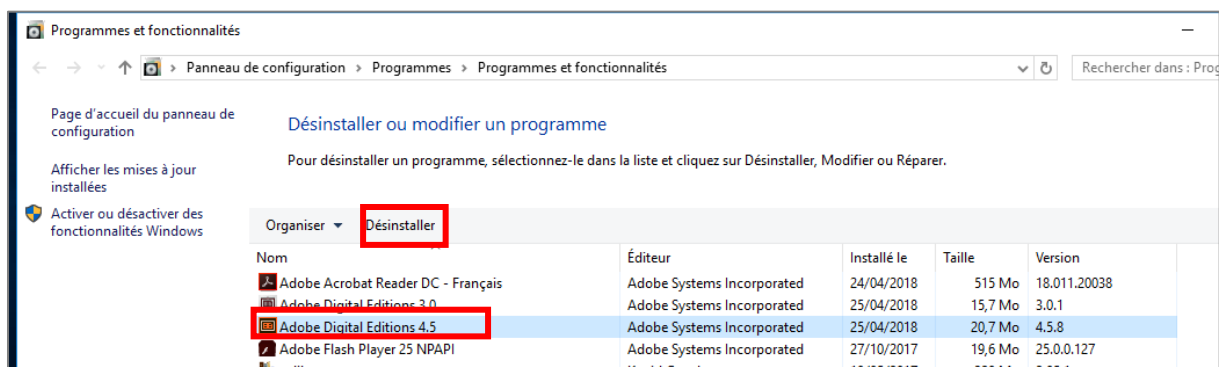 Programmes et fonctionnalités
Panneau de configuration > Programmes > Programmes et fonctionnalités
Rechercher dans : Prog
Page d'accueil du panneau de
configuration
Afficher les mises à jour
installées
Activer ou désactiver des
fonctionnalités Windows
Désinstaller ou modifier un programme
Pour désinstaller un programme, sélectionnez-le dans la liste et cliquez sur Désinstaller, Modifier ou Réparer.
Organiser Désinstaller
Nom Éditeur Installé le Taille Version
Adobe Acrobat Reader DC - Français Adobe Systems Incorporated 24/04/2018 515 Mo 18.011.20038
Adobe Digital Editions 3.0 Adobe Systems Incorporated 25/04/2018 15,7 Mo 3.0.1
Adobe Digital Editions 4.5 Adobe Systems Incorporated 25/04/2018 20,7 Mo 4.5.8
Adobe Flash Player 25 NPAPI Adobe Systems Incorporated 27/10/2017 19,6 Mo 25.0.0.127